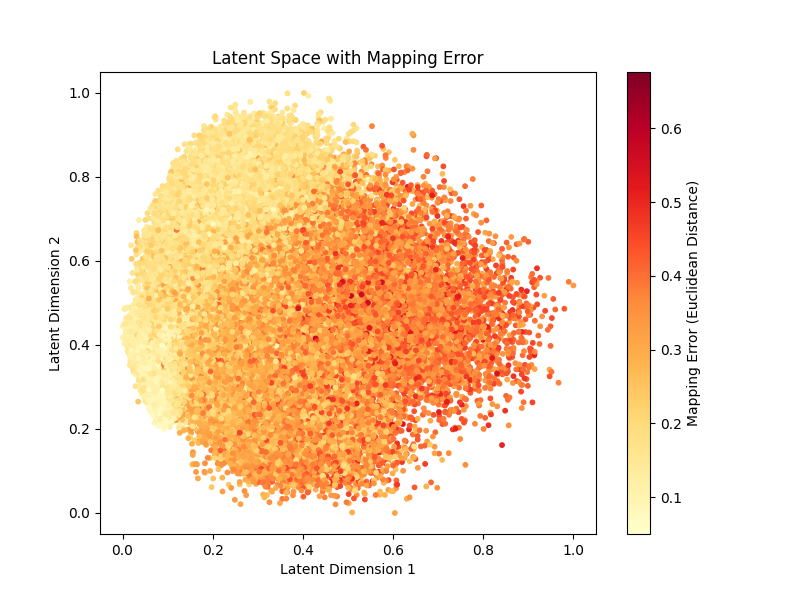 Latent Space with Mapping Error
1.0
0.8
0.6
0.4
0.2
0.0
Latent Dimension 2
0.0 0.2 0.4 0.6 0.8 1.0
Latent Dimension 1
0.6
0.5
0.4
0.3
0.2
0.1
Mapping Error (Euclidean Distance)